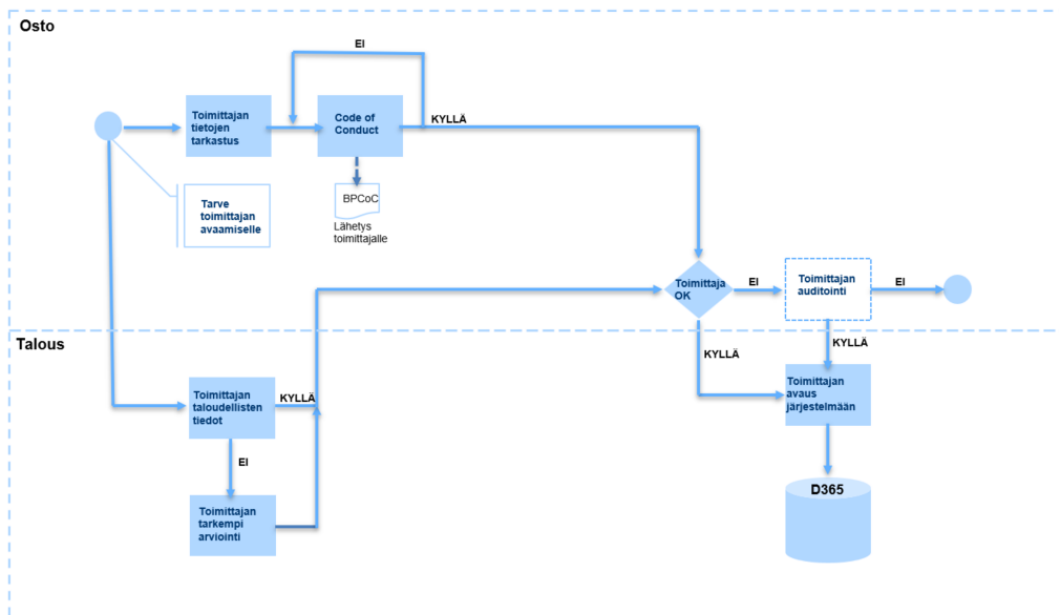 Osto
EI
Toimittajan
tietojen
tarkastus
Code of
Conduct
KYLLÄ
BPCoC
Lähetys
toimittajalle
Tarve
toimittajan
avaamiselle
Toimittaja
OK
EI
Toimittajan
auditointi
EI
Talous
KYLLÄ
KYLLÄ
Toimittajan
taloudellisten
tiedot
KYLLÄ
Toimittajan
avaus
järjestelmään
EI
D365
Toimittajan
tarkempi
arviointi